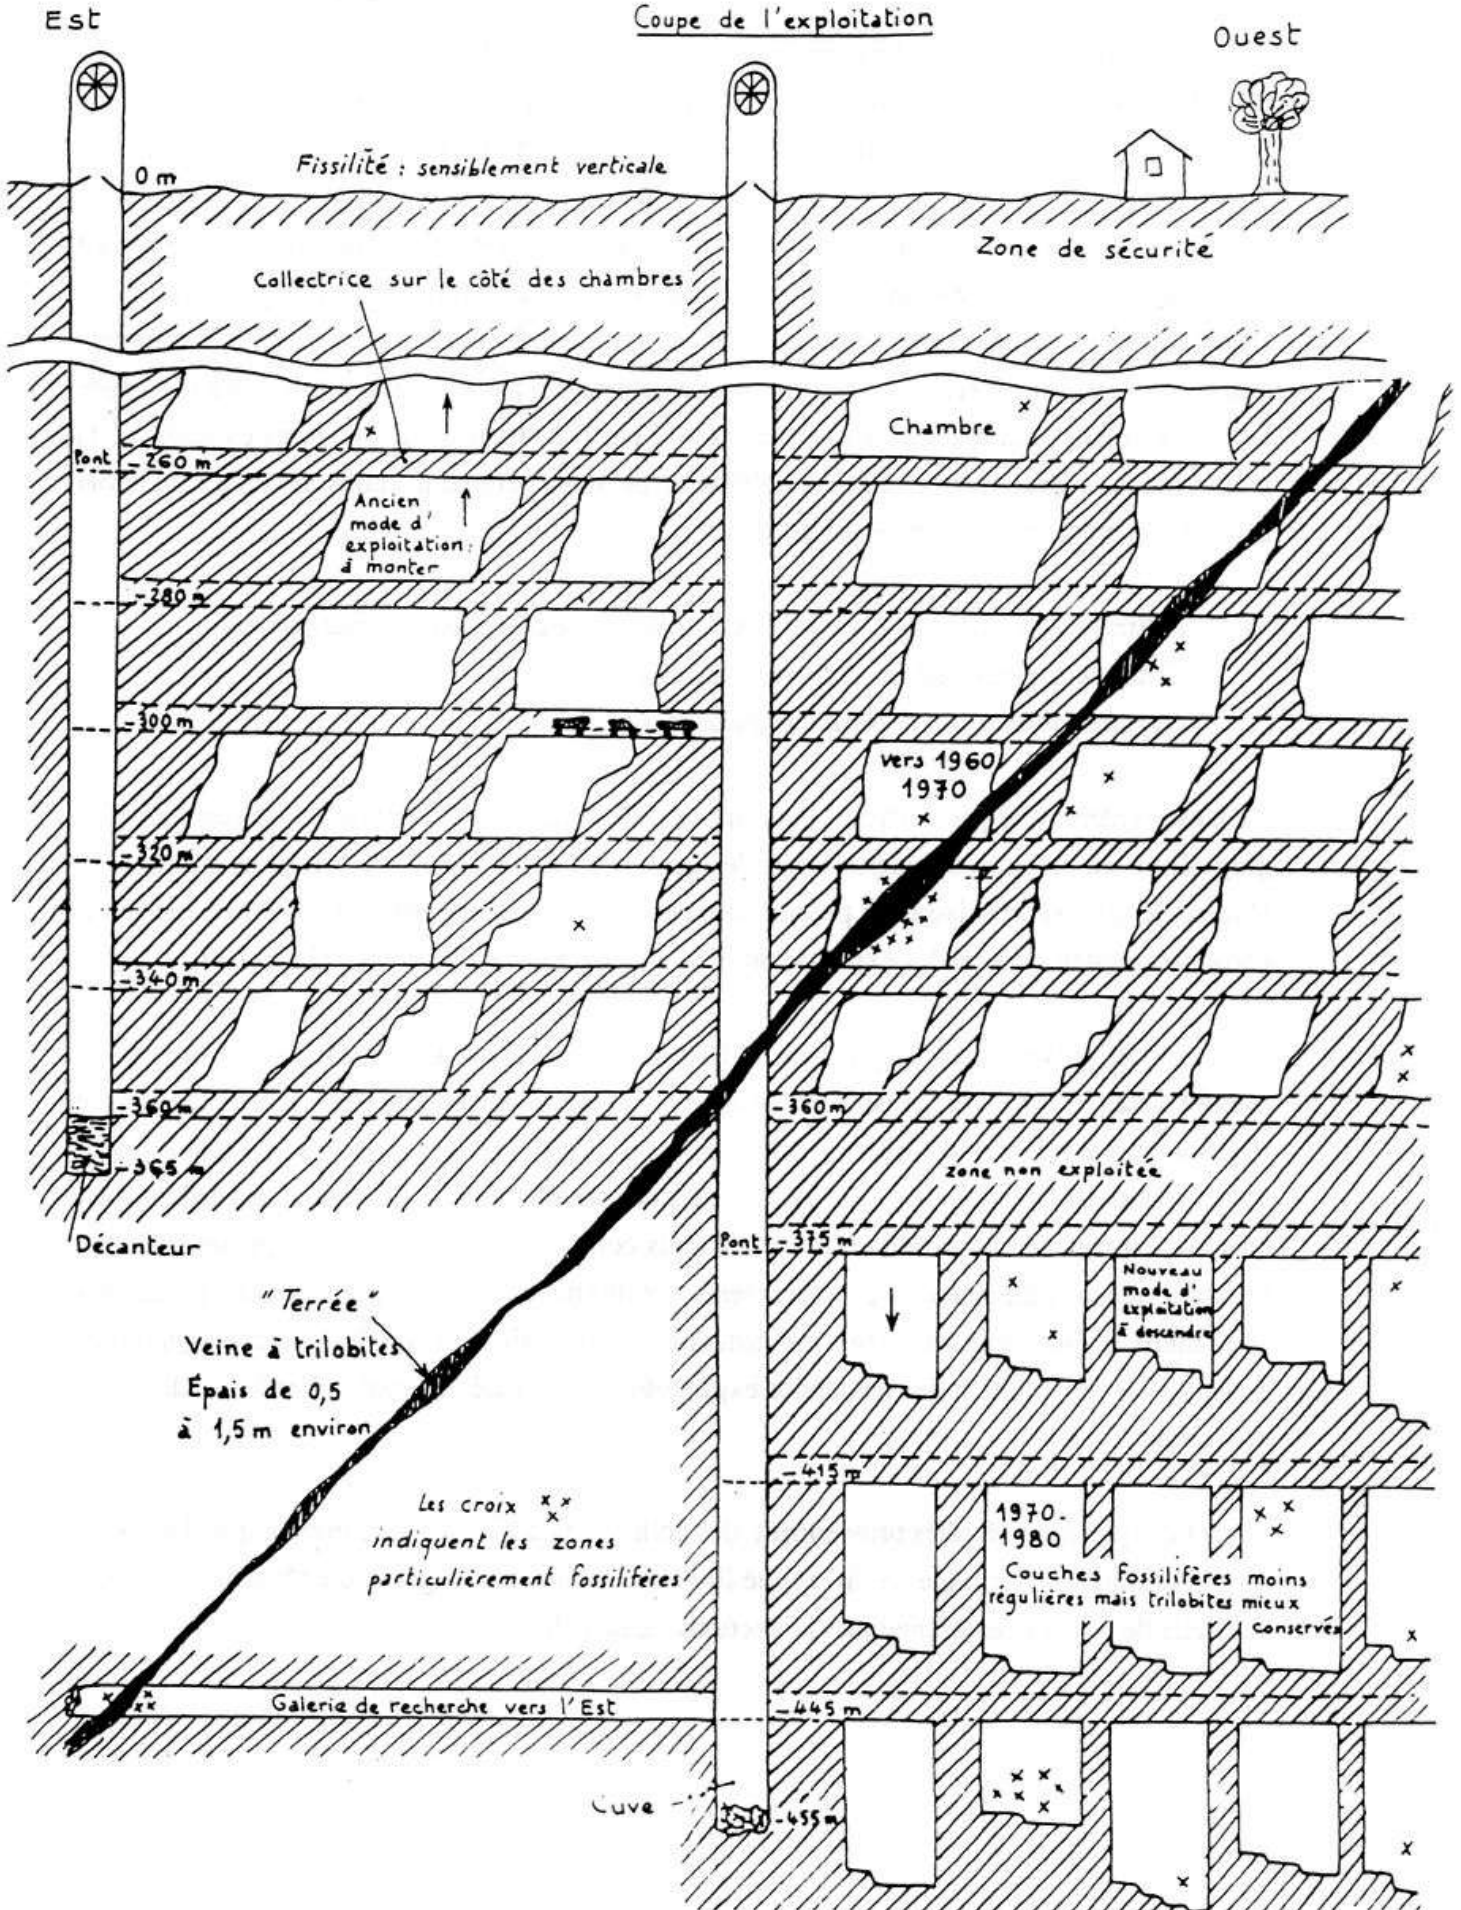 Est
Coupe de l'exploitation
Ouest
Fissilité : sensiblement verticale
0 m
Zone de sécurité
Collectrice sur le côté des chambres
Chambre
Pont
-260 m
Ancien
mode d'
exploitation :
à monter
-280 m
-300 m
vers 1960
1970
-320 m
-340 m
-360 m
-360 m
-365 m
zone non exploitée
Décanteur
Pont
-375 m
"Terrée"
Veine à trilobites
Épais de 0,5
à 1,5 m environ
Nouveau
mode d'
exploitation
à descendre
-415 m
Les croix x x x
indiquent les zones
particulièrement fossilifères
1970-
1980
Couches fossilifères moins
régulières mais trilobites mieux
conservés
Galerie de recherche vers l'Est
-445 m
Cuve
-455 m